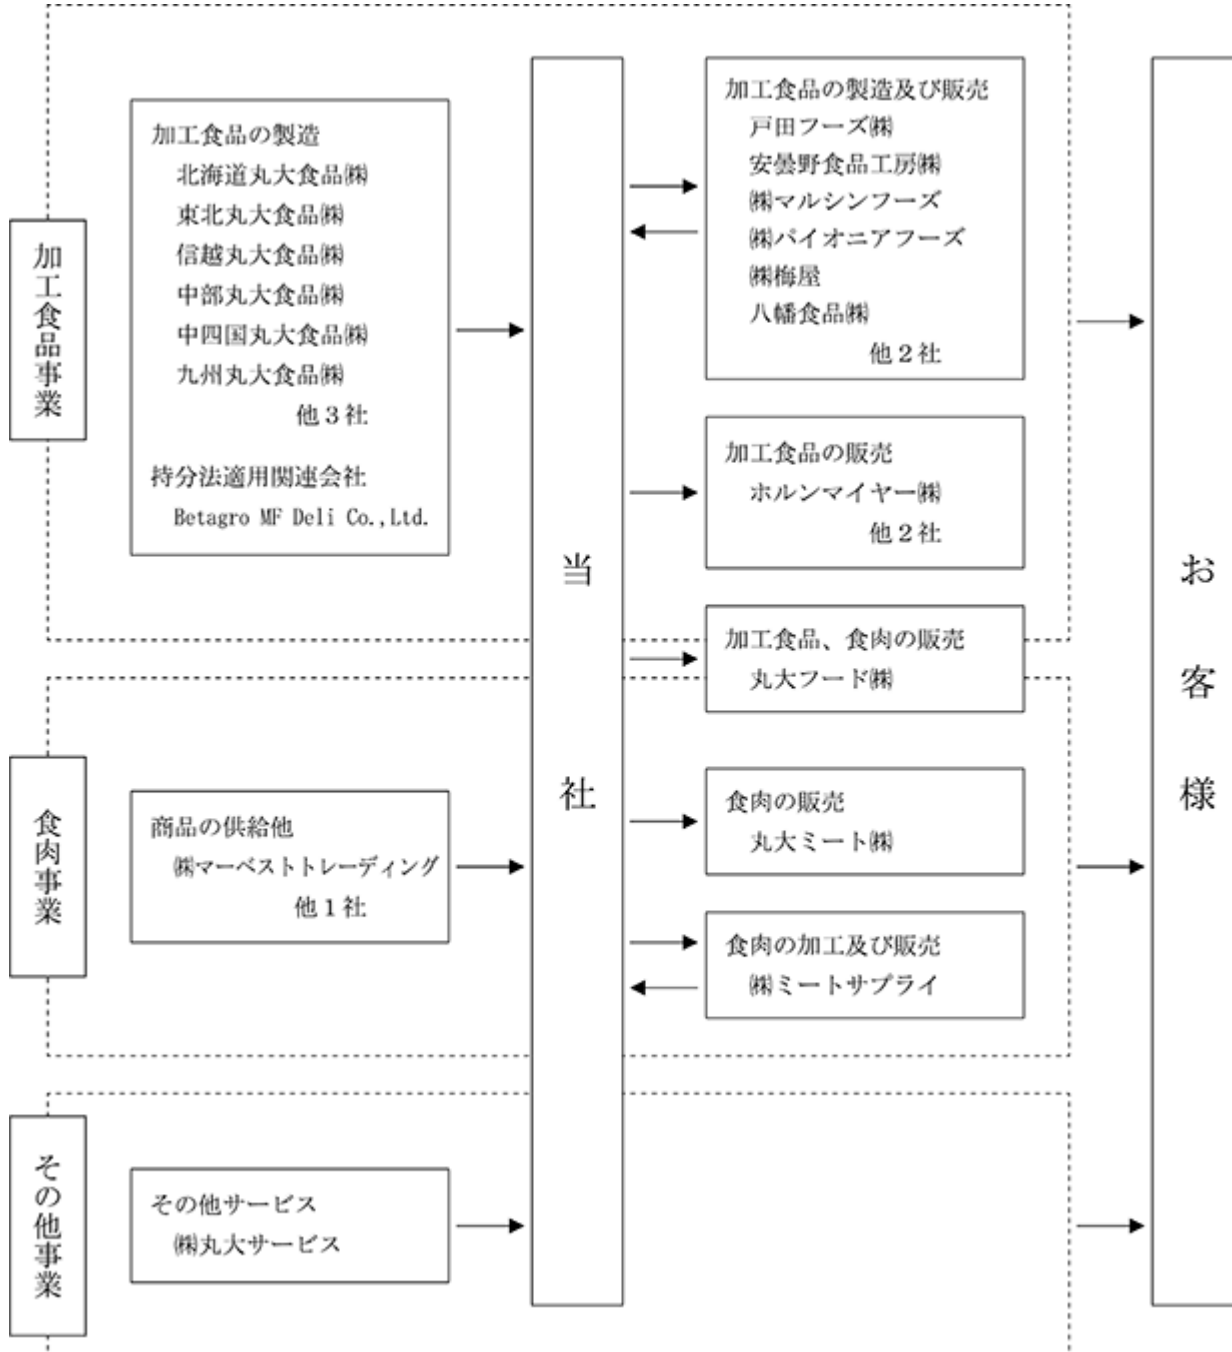 加工食品事業
加工食品の製造
北海道丸大食品㈱
東北丸大食品㈱
信越丸大食品㈱
中部丸大食品㈱
中四国丸大食品㈱
九州丸大食品㈱
他３社
持分法適用関連会社
Betagro MF Deli Co.,Ltd.
加工食品の製造及び販売
戸田フーズ㈱
安曇野食品工房㈱
㈱マルシンフーズ
㈱パイオニアフーズ
㈱梅屋
八幡食品㈱
他２社
加工食品の販売
ホルンマイヤー㈱
他２社
加工食品、食肉の販売
丸大フード㈱
食肉事業
商品の供給他
㈱マーベストトレーディング
他１社
食肉の販売
丸大ミート㈱
食肉の加工及び販売
㈱ミートサプライ
その他事業
その他サービス
㈱丸大サービス
当社
お客様